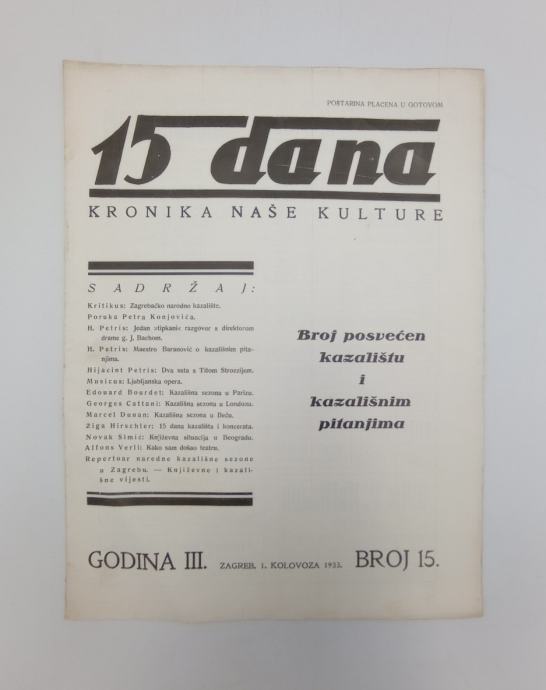 POŠTARINA PLAĆENA U GOTOVOM
15 dana
KRONIKA NAŠE KULTURE
SADRŽAJ:
Kritikus: Zagrebačko narodno kazalište.
Poruka Petra Konjovića.
H. Petris: Jedan »tipkani« razgovor s direktorom
drame g. J. Bachom.
H. Petris: Maestro Baranović o kazališnim pita-
njima.
Hijacint Petris: Dva sata s Titom Strozzijem.
Musicus: Ljubljanska opera.
Edouard Bourdet: Kazališna sezona u Parizu.
Georges Cattani: Kazališna sezona u Londonu.
Marcel Dunan: Kazališna sezona u Beču.
Žiga Hirschler: 15 dana kazališta i koncerata.
Novak Simić: Književna situacija u Beogradu.
Alfons Verli: Kako sam došao teatru.
Repertoar naredne kazališne sezone
u Zagrebu. — Književne i kazali-
šne vijesti.
Broj posvećen
kazalištu
i
kazališnim
pitanjima
GODINA III. ZAGREB, 1. KOLOVOZA 1933. BROJ 15.